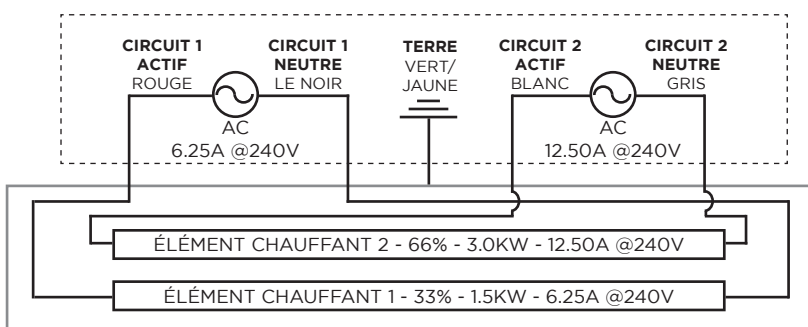 CIRCUIT 1
ACTIF
ROUGE
CIRCUIT 1
NEUTRE
LE NOIR
TERRE
VERT/
JAUNE
CIRCUIT 2
ACTIF
BLANC
CIRCUIT 2
NEUTRE
GRIS
AC
6.25A @240V
AC
12.50A @240V
ÉLÉMENT CHAUFFANT 2 - 66% - 3.0KW - 12.50A @240V
ÉLÉMENT CHAUFFANT 1 - 33% - 1.5KW - 6.25A @240V